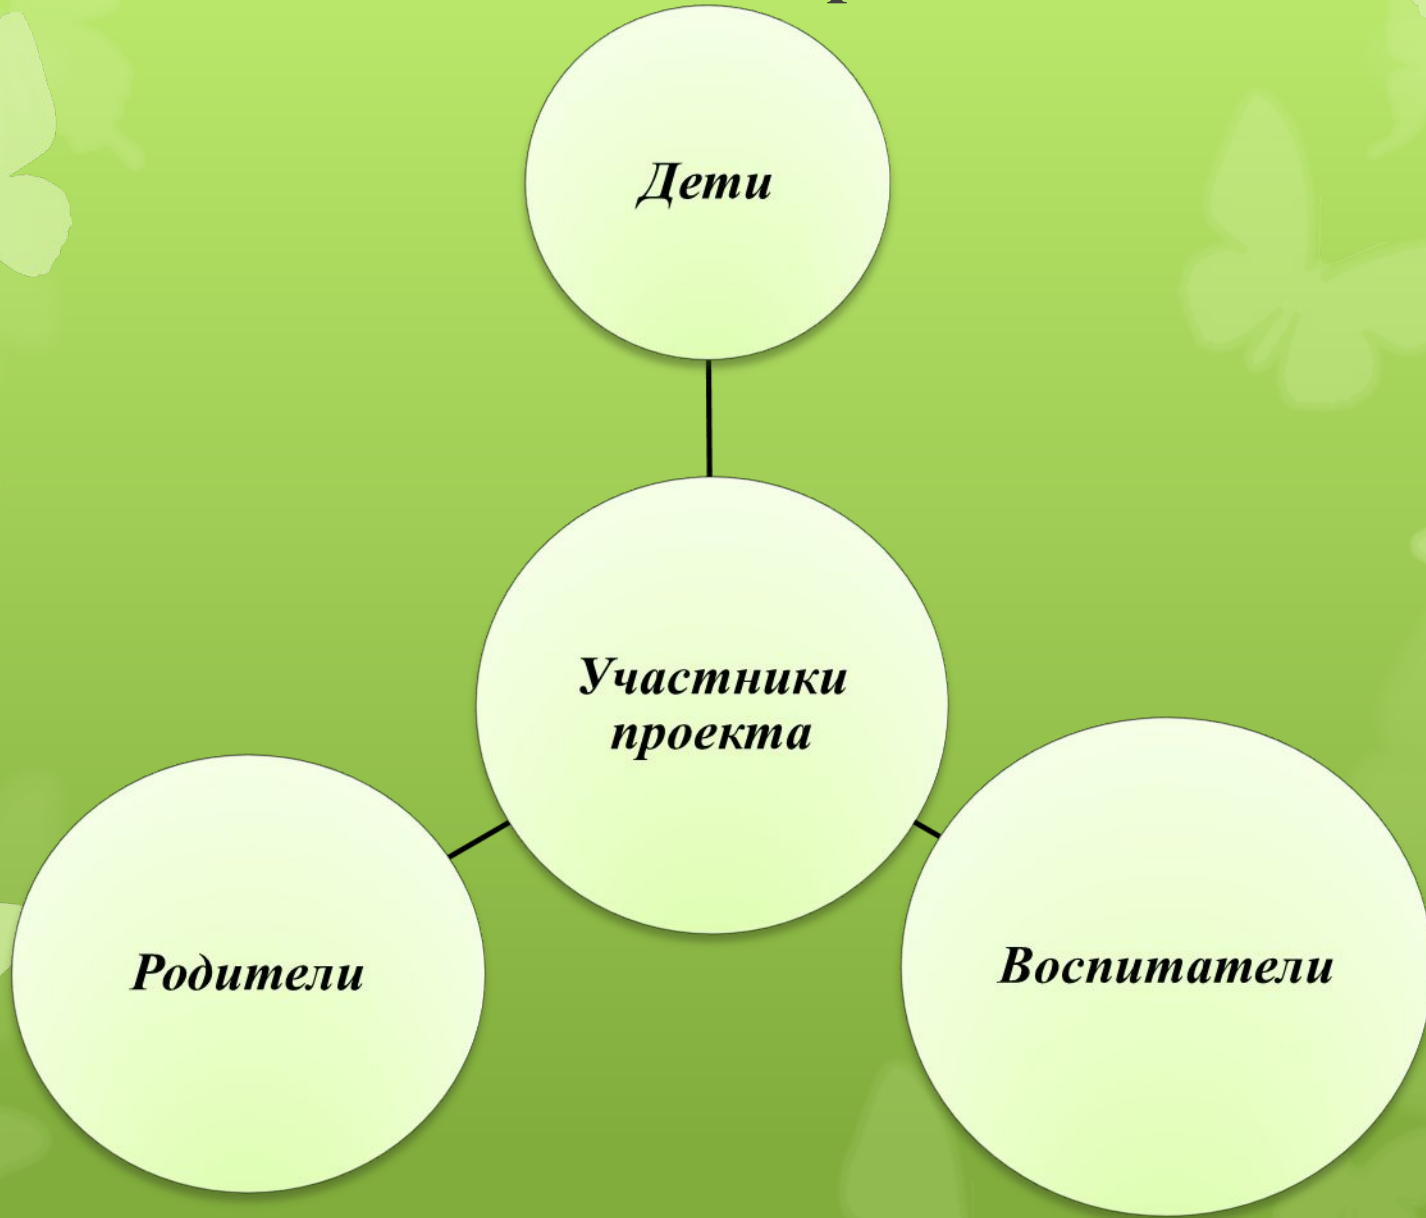 Дети
Участники
проекта
Родители
Воспитатели